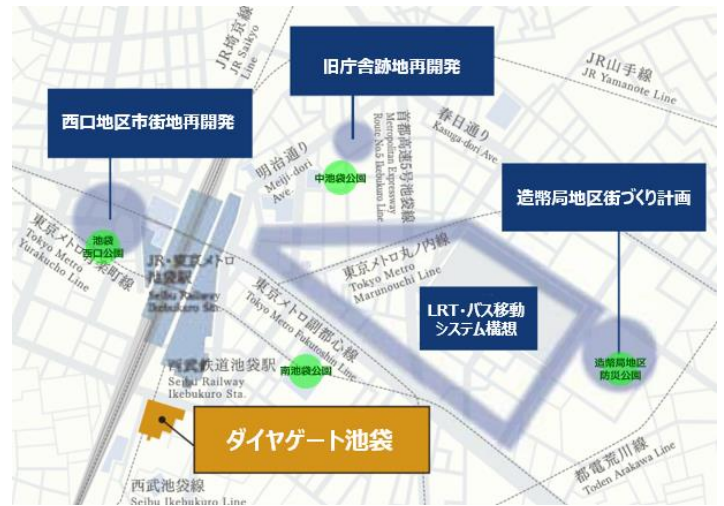 JR埼京線
JR Saikyo
Line
旧庁舎跡地再開発
JR山手線
JR Yamanote Line
西口地区市街地再開発
明治通り
Meiji-dori
Ave.
首都高速5号池袋線
Metropolitan Expressway
Route No.5 Ikebukuro Line
春日通り
Kasuga-dori Ave.
中池袋公園
造幣局地区街づくり計画
池袋
西口公園
東京メトロ有楽町線
Tokyo Metro
Yurakucho Line
JR・東京メトロ
池袋駅
Seibu Railway
Ikebukuro Sta.
東京メトロ丸ノ内線
Tokyo Metro
Marunouchi Line
東京メトロ副都心線
Tokyo Metro Fukutoshin Line
LRT・バス移動
システム構想
造幣局地区
防災公園
西武鉄道池袋駅
Seibu Railway
Ikebukuro Sta.
南池袋公園
ダイヤゲート池袋
都電荒川線
Toden Arakawa Line
西武池袋線
Seibu Ikebukuro Line